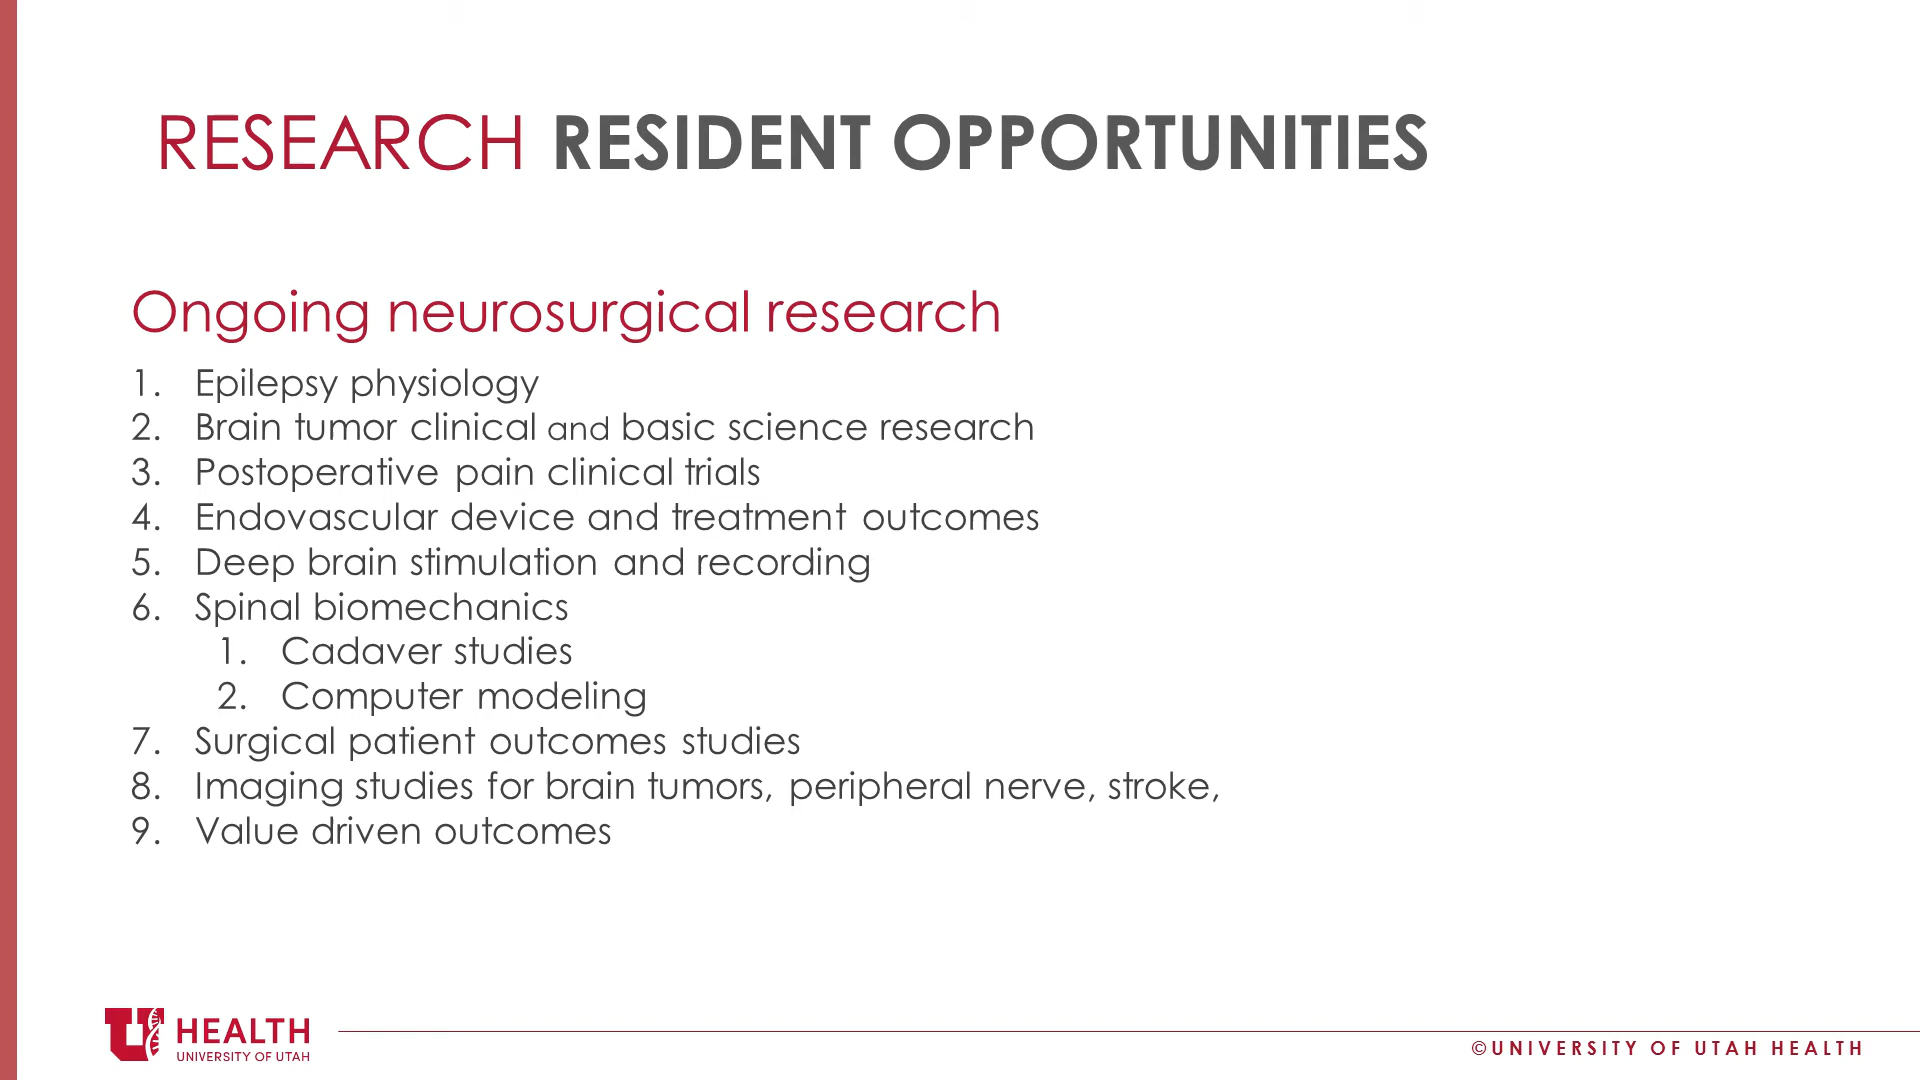 RESEARCH RESIDENT OPPORTUNITIES
Ongoing neurosurgical research
1. Epilepsy physiology
2. Brain tumor clinical and basic science research
3. Postoperative pain clinical trials
4. Endovascular device and treatment outcomes
5. Deep brain stimulation and recording
6. Spinal biomechanics
1. Cadaver studies
2. Computer modeling
7. Surgical patient outcomes studies
8. Imaging studies for brain tumors, peripheral nerve, stroke,
9. Value driven outcomes
U HEALTH
UNIVERSITY OF UTAH
©UNIVERSITY OF UTAH HEALTH